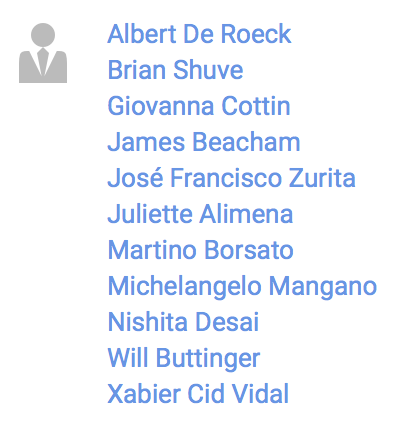 Albert De Roeck
Brian Shuve
Giovanna Cottin
James Beacham
José Francisco Zurita
Juliette Alimena
Martino Borsato
Michelangelo Mangano
Nishita Desai
Will Buttinger
Xabier Cid Vidal